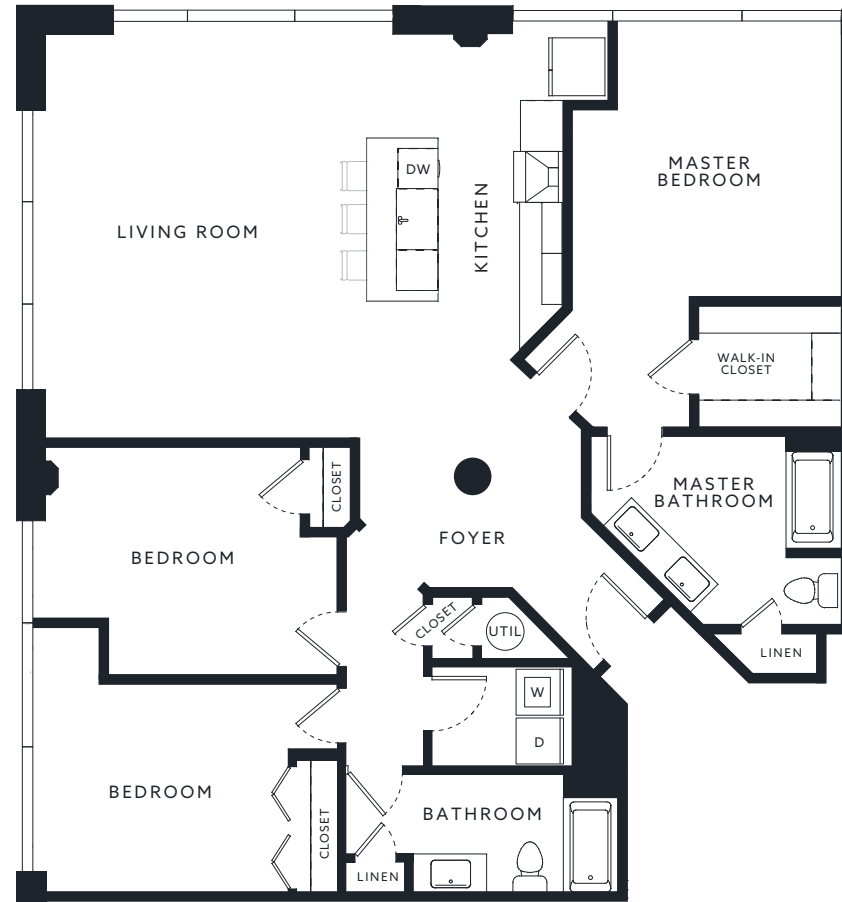 MASTER
BEDROOM
DW
KITCHEN
LIVING ROOM
WALK-IN
CLOSET
CLOSET
MASTER
BATHROOM
FOYER
BEDROOM
CLOSET
UTIL
LINEN
W
D
BEDROOM
CLOSET
BATHROOM
LINEN